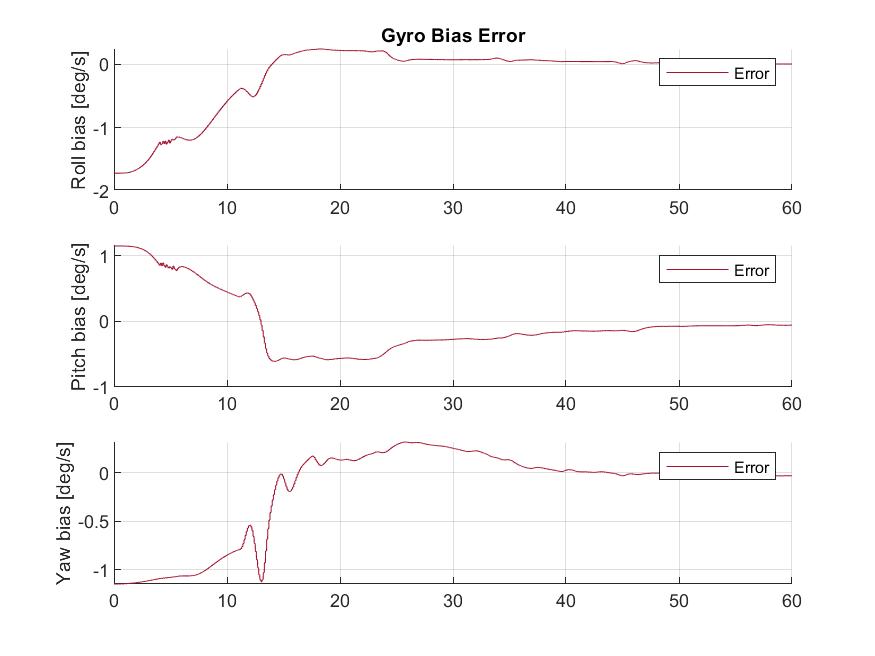 Gyro Bias Error
Roll bias [deg/s]
0
-1
-2
Error
0 10 20 30 40 50 60
Pitch bias [deg/s]
1
0
-1
Error
0 10 20 30 40 50 60
Yaw bias [deg/s]
0
-0.5
-1
Error
0 10 20 30 40 50 60